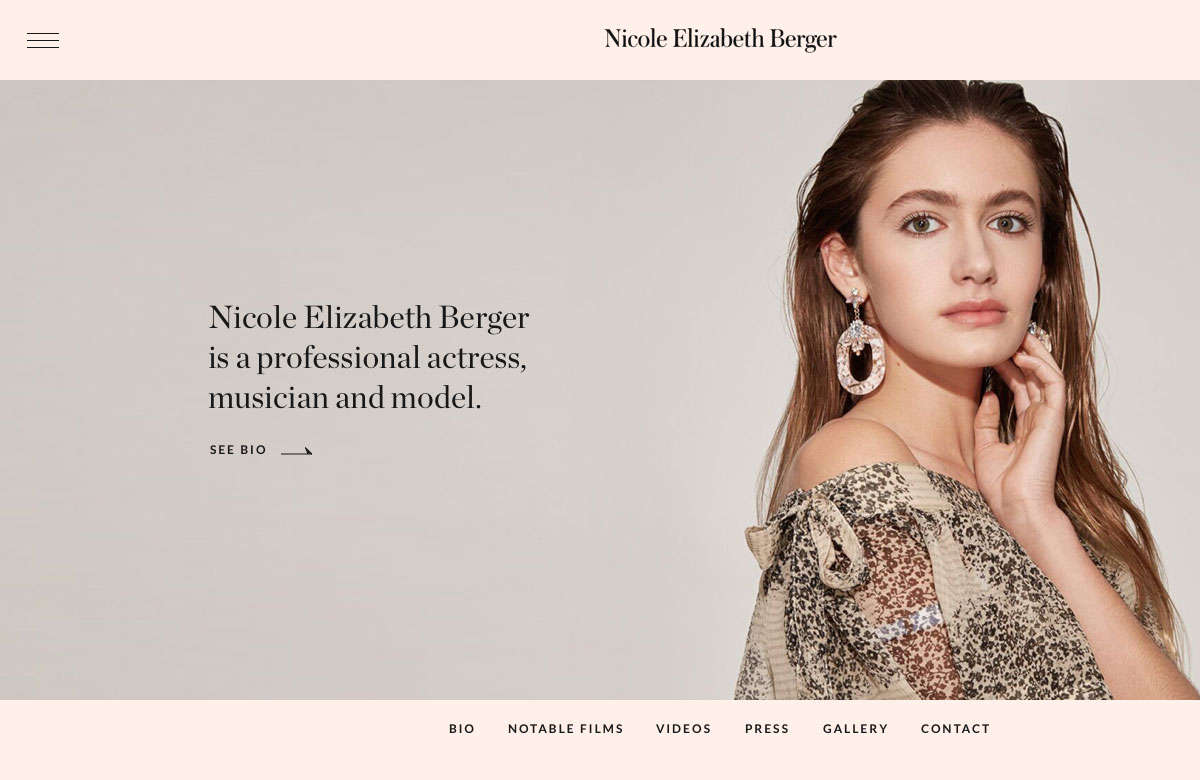 Nicole Elizabeth Berger
Nicole Elizabeth Berger
is a professional actress,
musician and model.
SEE BIO
BIO NOTABLE FILMS VIDEOS PRESS GALLERY CONTACT